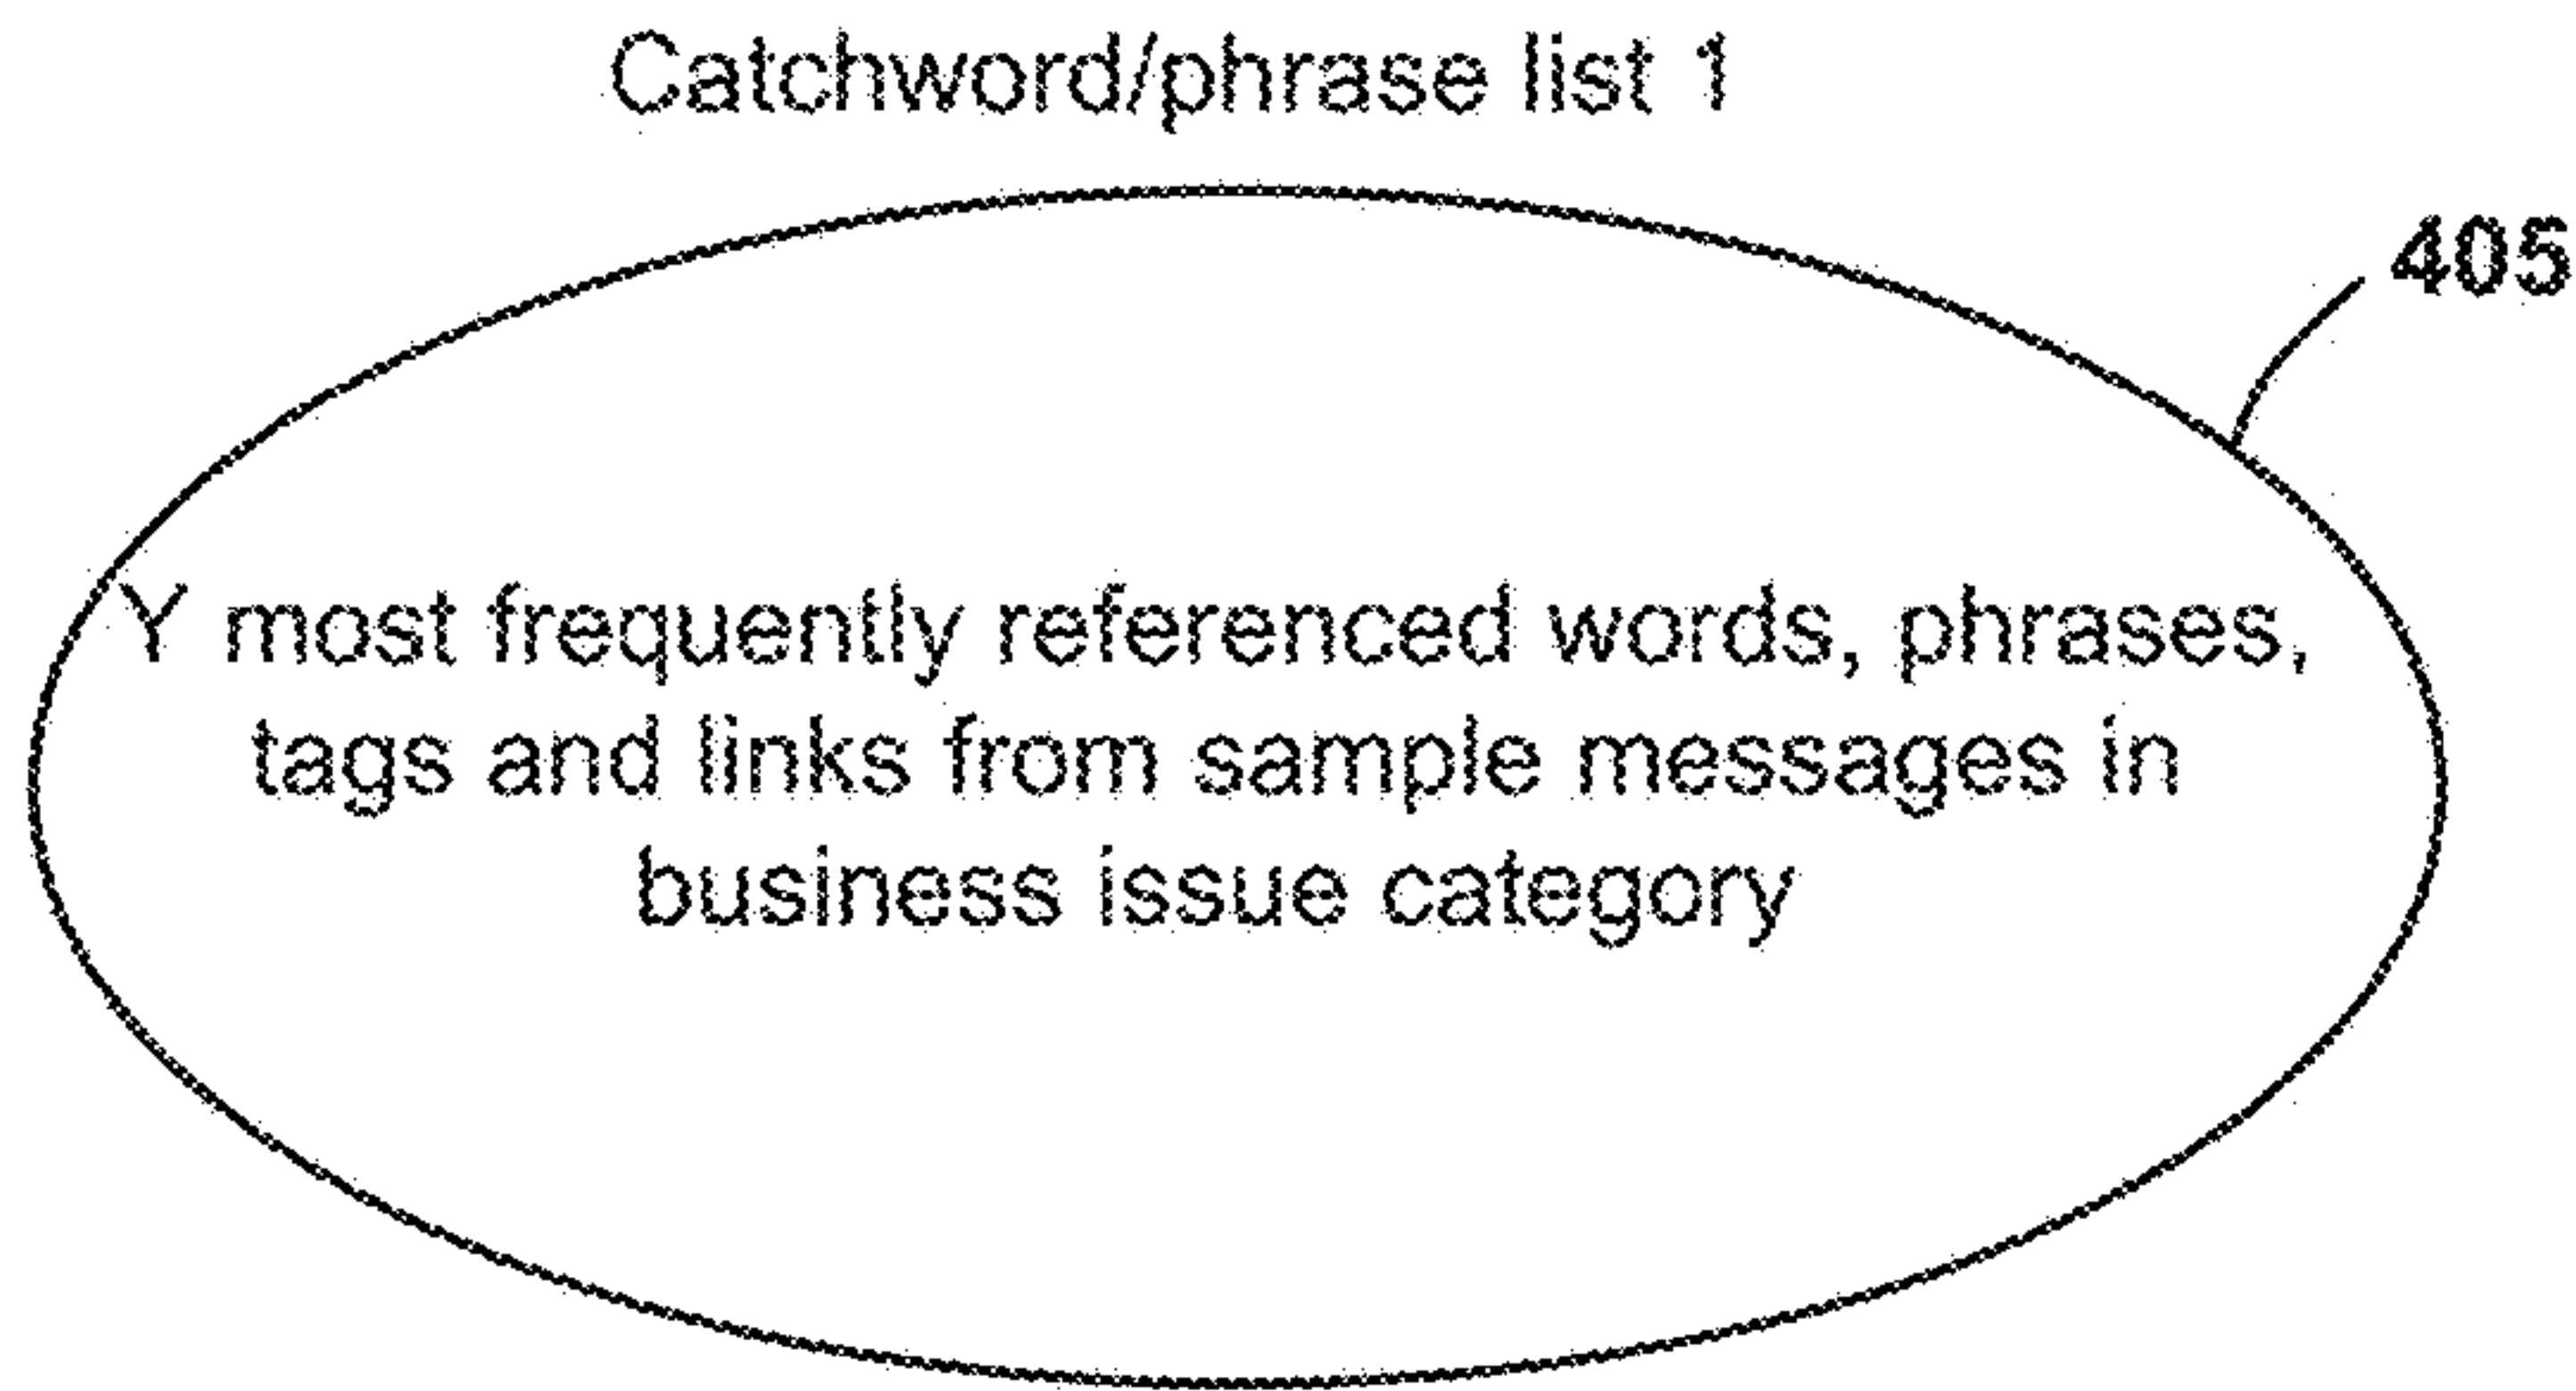 Catchword/phrase list 1
405
Y most frequently referenced words, phrases,
tags and links from sample messages in
business issue category